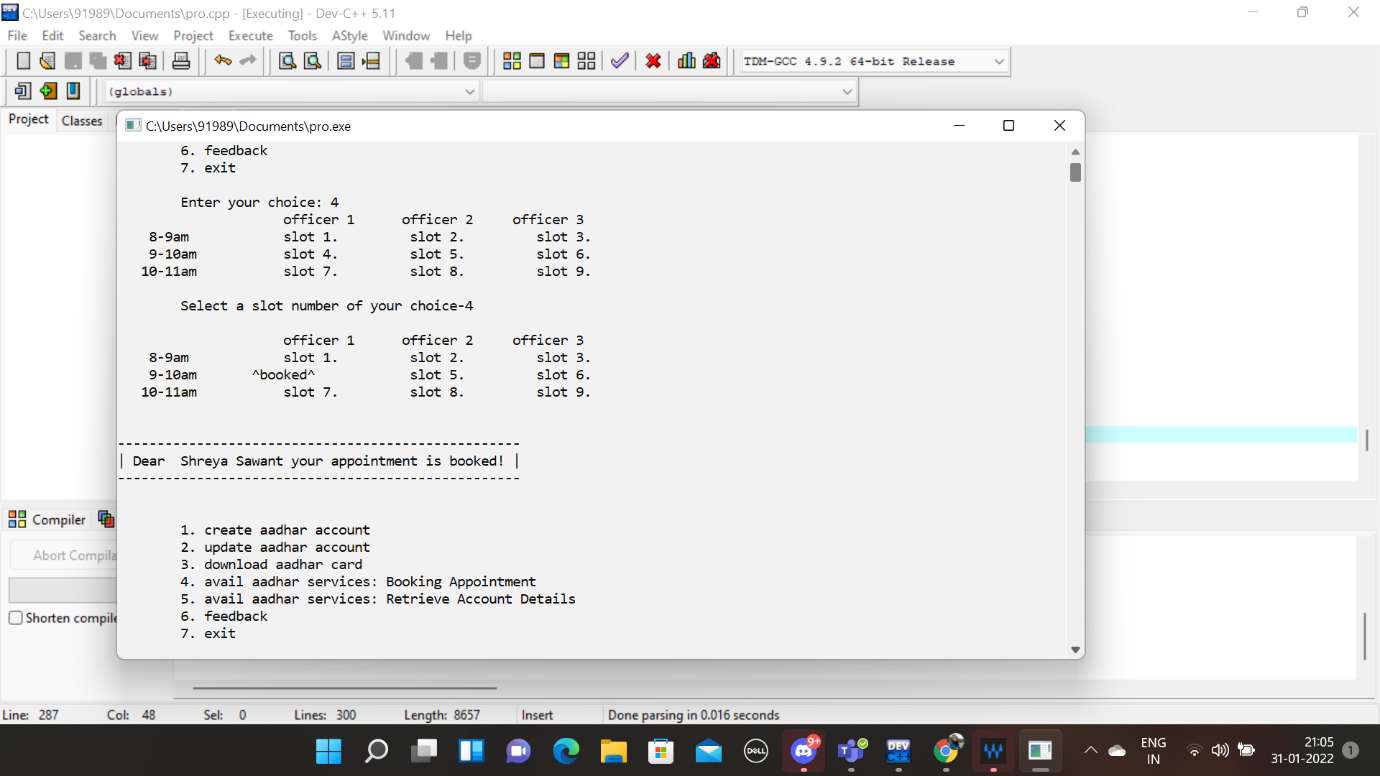 C:\Users\91989\Documents\pro.cpp - [Executing] - Dev-C++ 5.11
File Edit Search View Project Execute Tools AStyle Window Help
TDM-GCC 4.9.2 64-bit Release
(globals)
Project Classes
C:\Users\91989\Documents\pro.exe
6. feedback
7. exit
Enter your choice: 4
officer 1 officer 2 officer 3
8-9am slot 1. slot 2. slot 3.
9-10am slot 4. slot 5. slot 6.
10-11am slot 7. slot 8. slot 9.
Select a slot number of your choice-4
officer 1 officer 2 officer 3
8-9am slot 1. slot 2. slot 3.
9-10am ^booked^ slot 5. slot 6.
10-11am slot 7. slot 8. slot 9.
---------------------------------------------------
| Dear  Shreya Sawant your appointment is booked! |
---------------------------------------------------
1. create aadhar account
2. update aadhar account
3. download aadhar card
4. avail aadhar services: Booking Appointment
5. avail aadhar services: Retrieve Account Details
6. feedback
7. exit
Compiler
Abort Compila
Shorten compile
Line: 287 Col: 48 Sel: 0 Lines: 300 Length: 8657 Insert Done parsing in 0.016 seconds
DELL 9+ DEV C++ ENG IN 21:05 31-01-2022 1